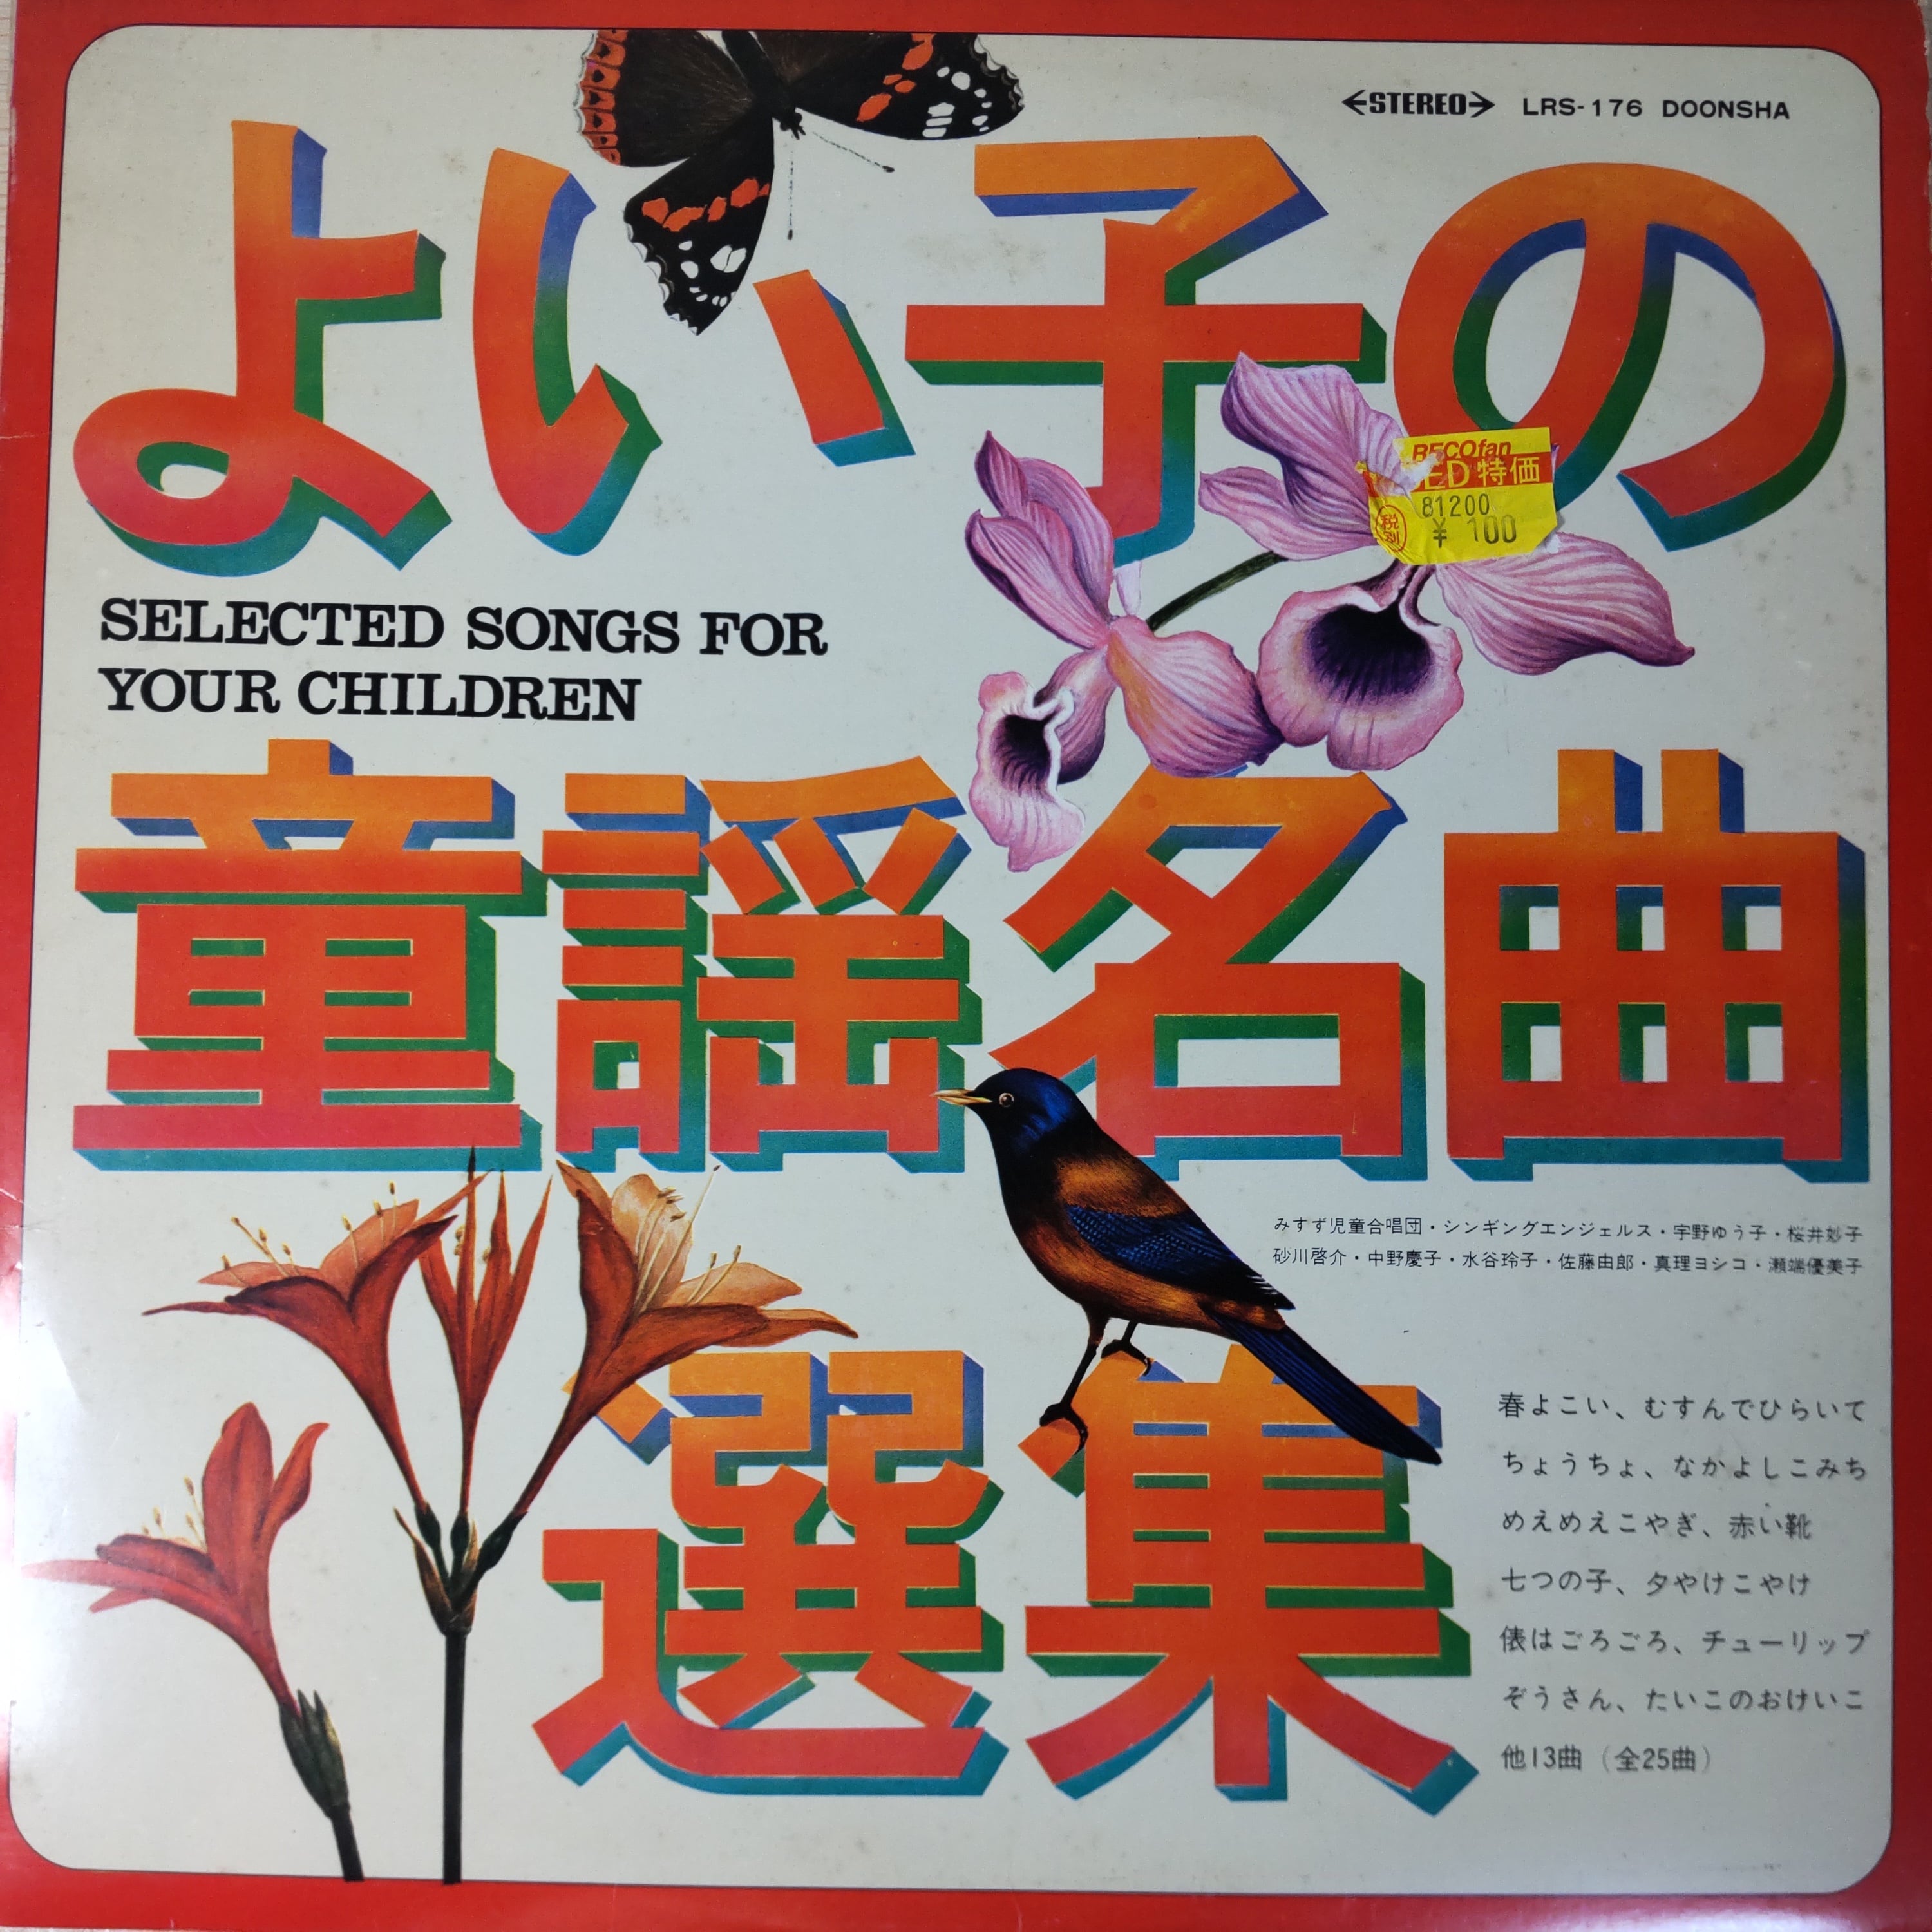 ←STEREO→ LRS-176 DOONSHA
よい子の
RECOfan
USED 特価
税別
81200
¥ 100
SELECTED SONGS FOR
YOUR CHILDREN
童謡名曲
みすず児童合唱団・シンギングエンジェルス・宇野ゆう子・桜井妙子
砂川啓介・中野慶子・水谷玲子・佐藤由郎・真理ヨシコ・瀬端優美子
選集
春よこい、むすんでひらいて
ちょうちょ、なかよしこみち
めえめえこやぎ、赤い靴
七つの子、夕やけこやけ
俵はごろごろ、チューリップ
ぞうさん、たいこのおけいこ
他13曲（全25曲）